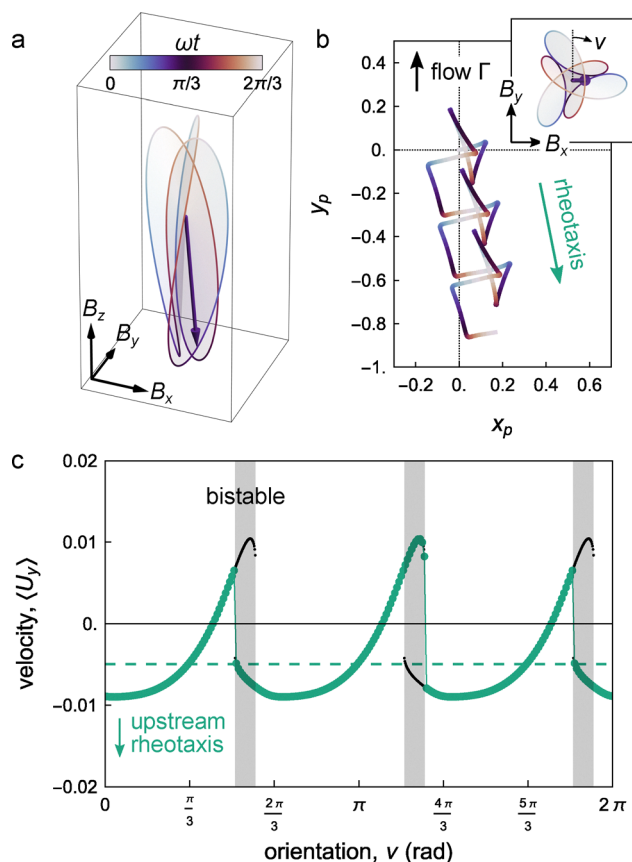 a
ωt
0 π/3 2π/3
B_z
B_y
B_x
b
flow Γ
ν
B_y
B_x
0.4
0.2
0.
-0.2
-0.4
-0.6
-0.8
-1.
y_p
rheotaxis
-0.2 0. 0.2 0.4 0.6
x_p
c
0.02
0.01
0.
-0.01
-0.02
velocity, ⟨U_y⟩
bistable
upstream
rheotaxis
0 π/3 2π/3 π 4π/3 5π/3 2π
orientation, ν (rad)